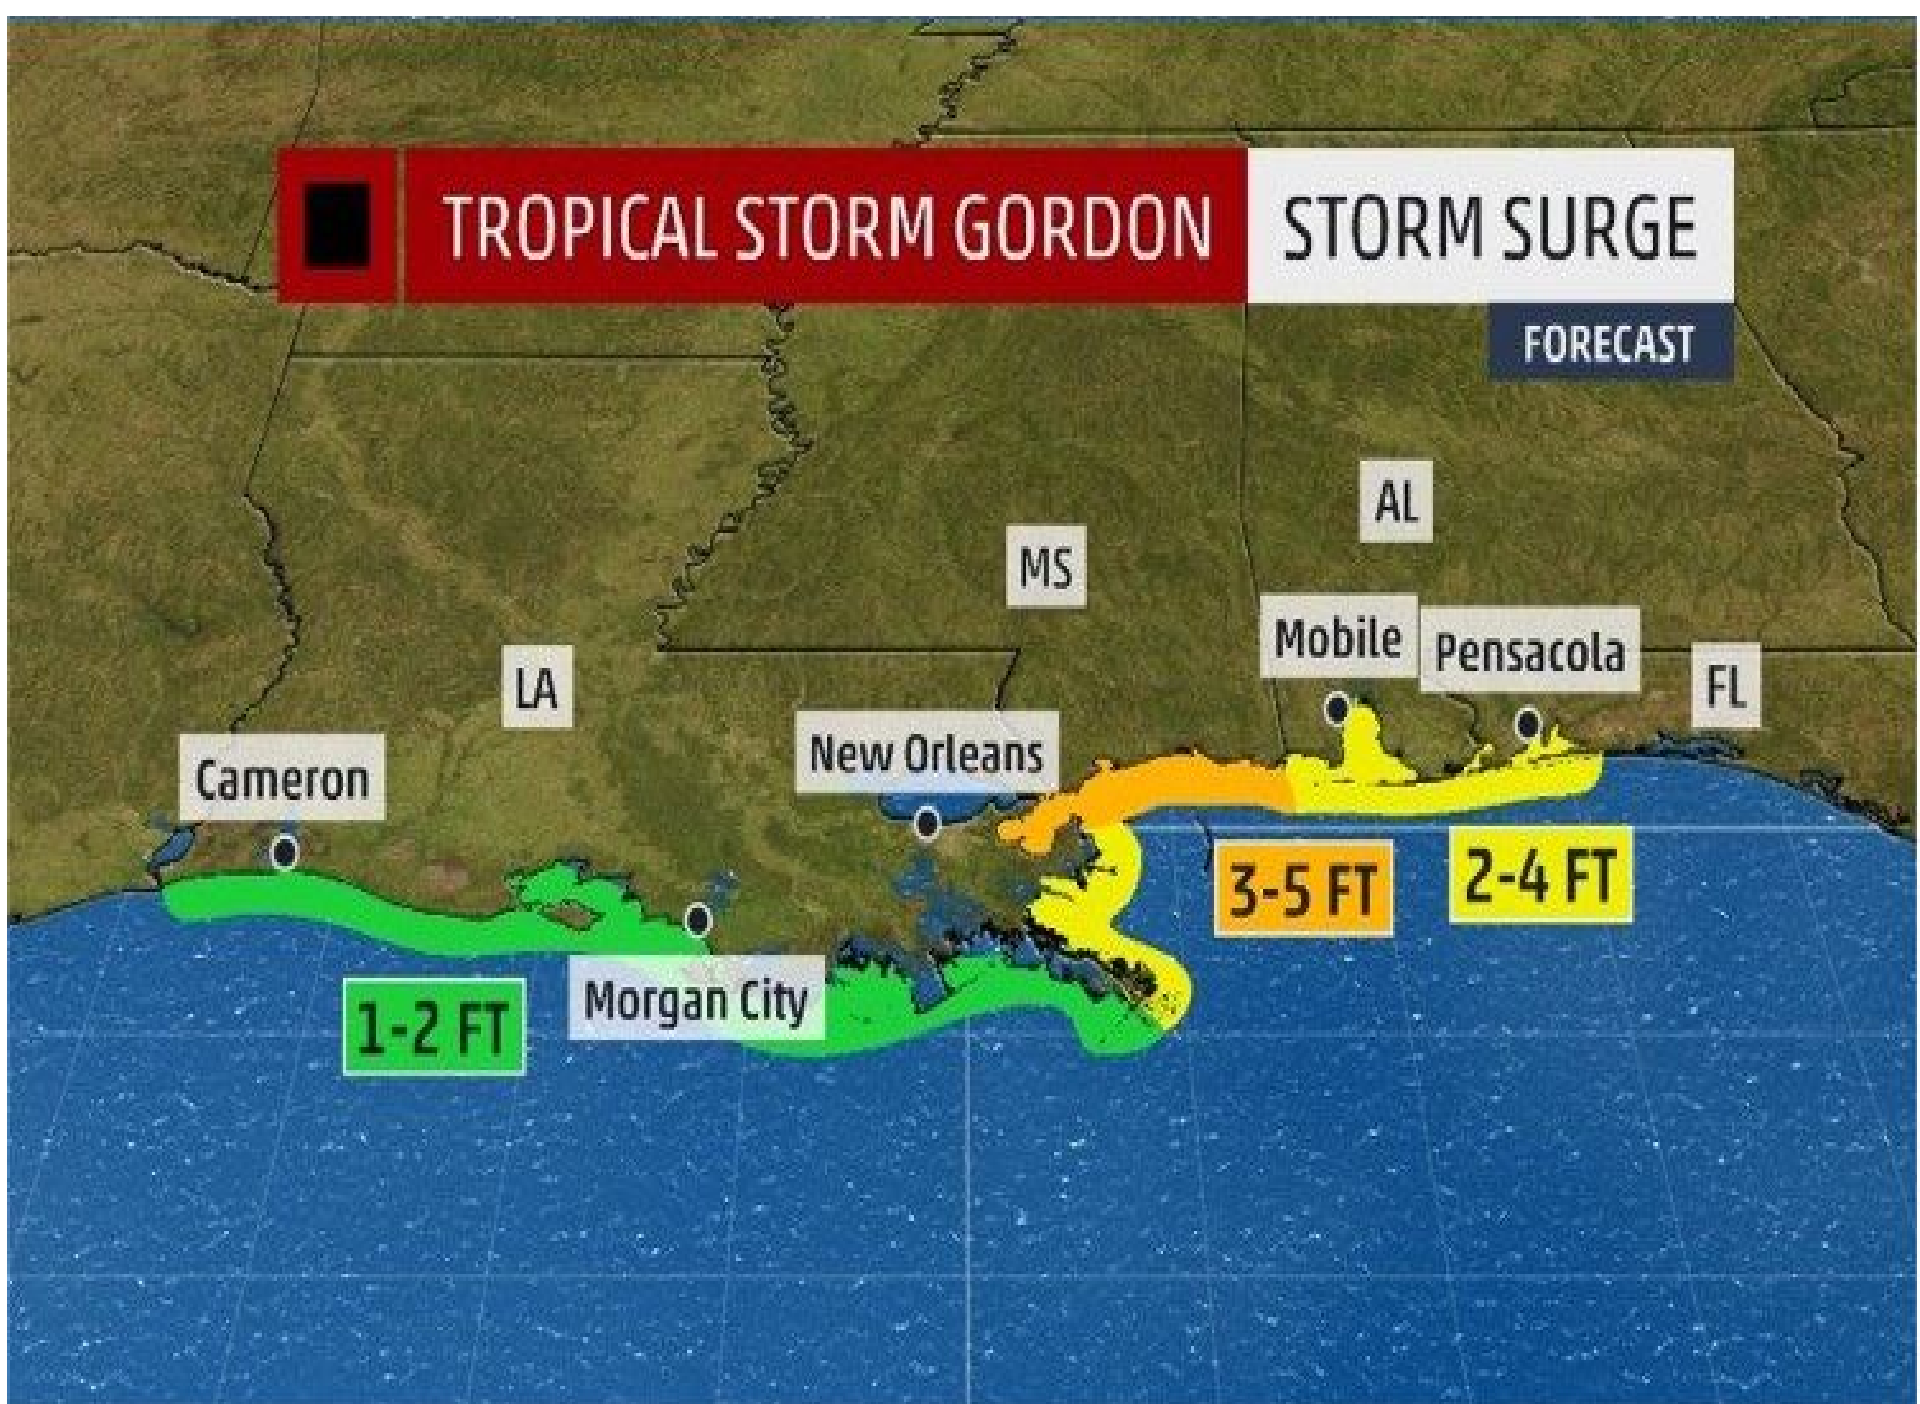 TROPICAL STORM GORDON
STORM SURGE
FORECAST
AL
MS
Mobile
Pensacola
LA
FL
New Orleans
Cameron
3-5 FT
2-4 FT
Morgan City
1-2 FT